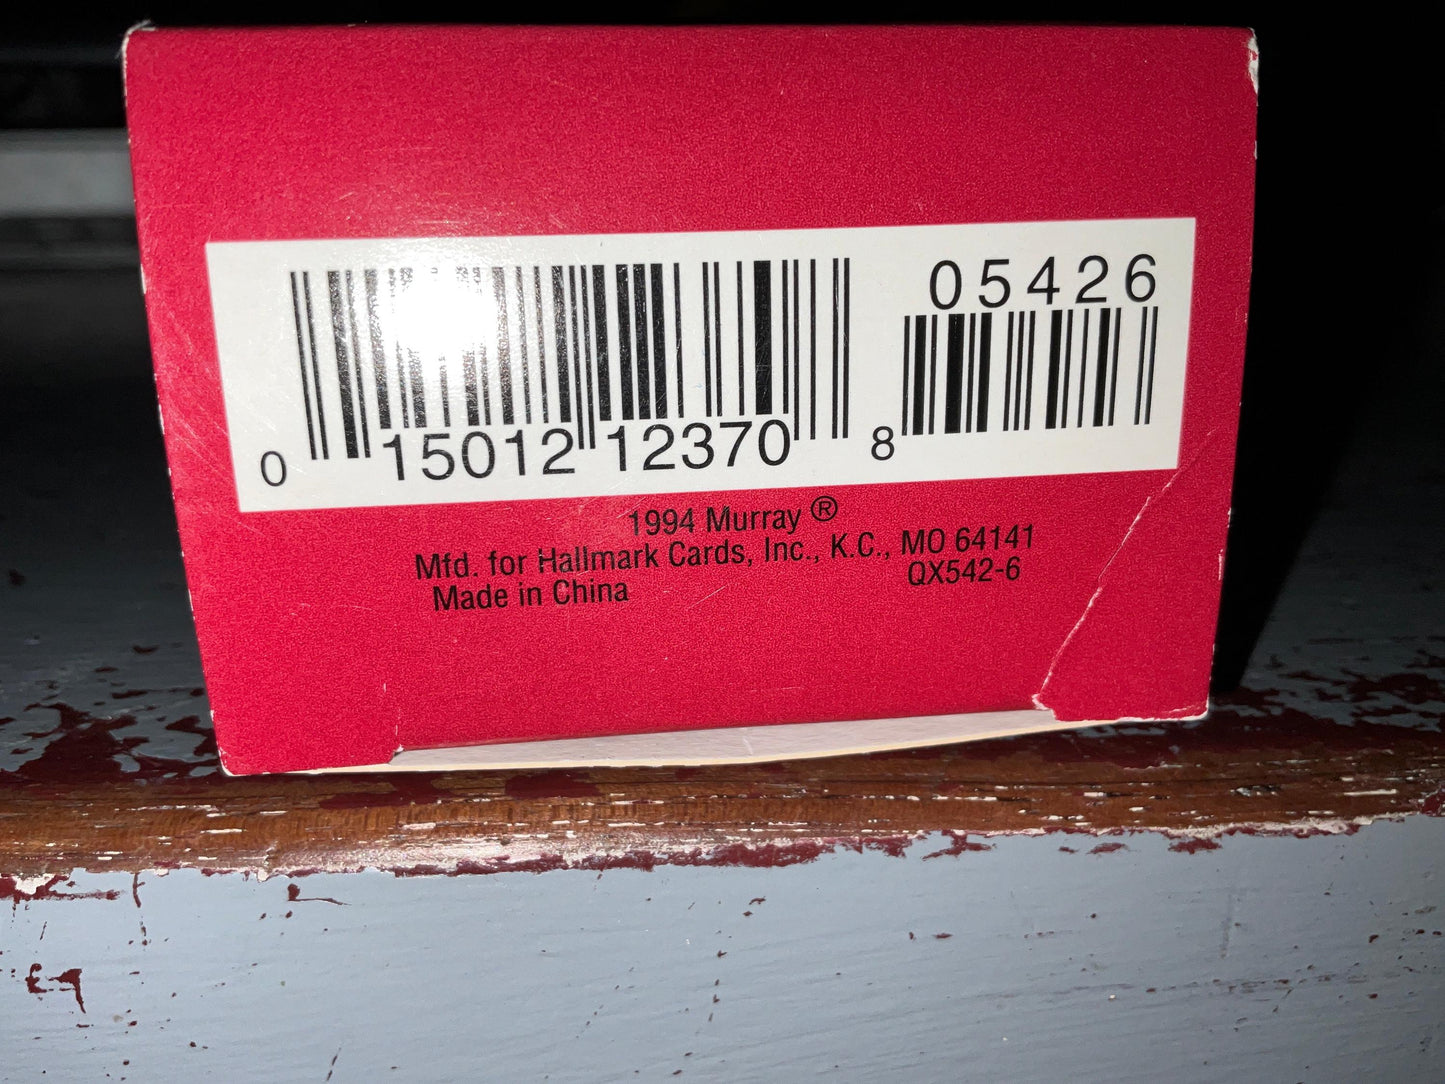 05426
0 15012 12370 8
1994 Murray ®
Mfd. for Hallmark Cards, Inc., K.C., MO 64141
Made in China QX542-6